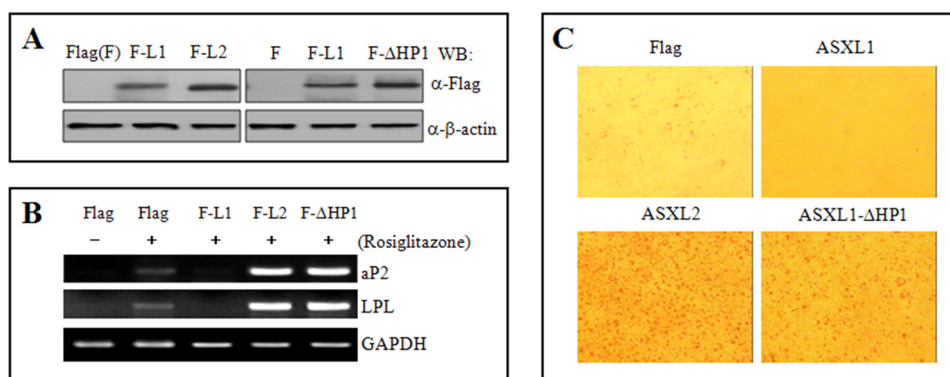 A
Flag(F) F-L1 F-L2 F F-L1 F-ΔHP1 WB:
α-Flag
α-β-actin
B
Flag Flag F-L1 F-L2 F-ΔHP1
– + + + + (Rosiglitazone)
aP2
LPL
GAPDH
C
Flag ASXL1
ASXL2 ASXL1-ΔHP1